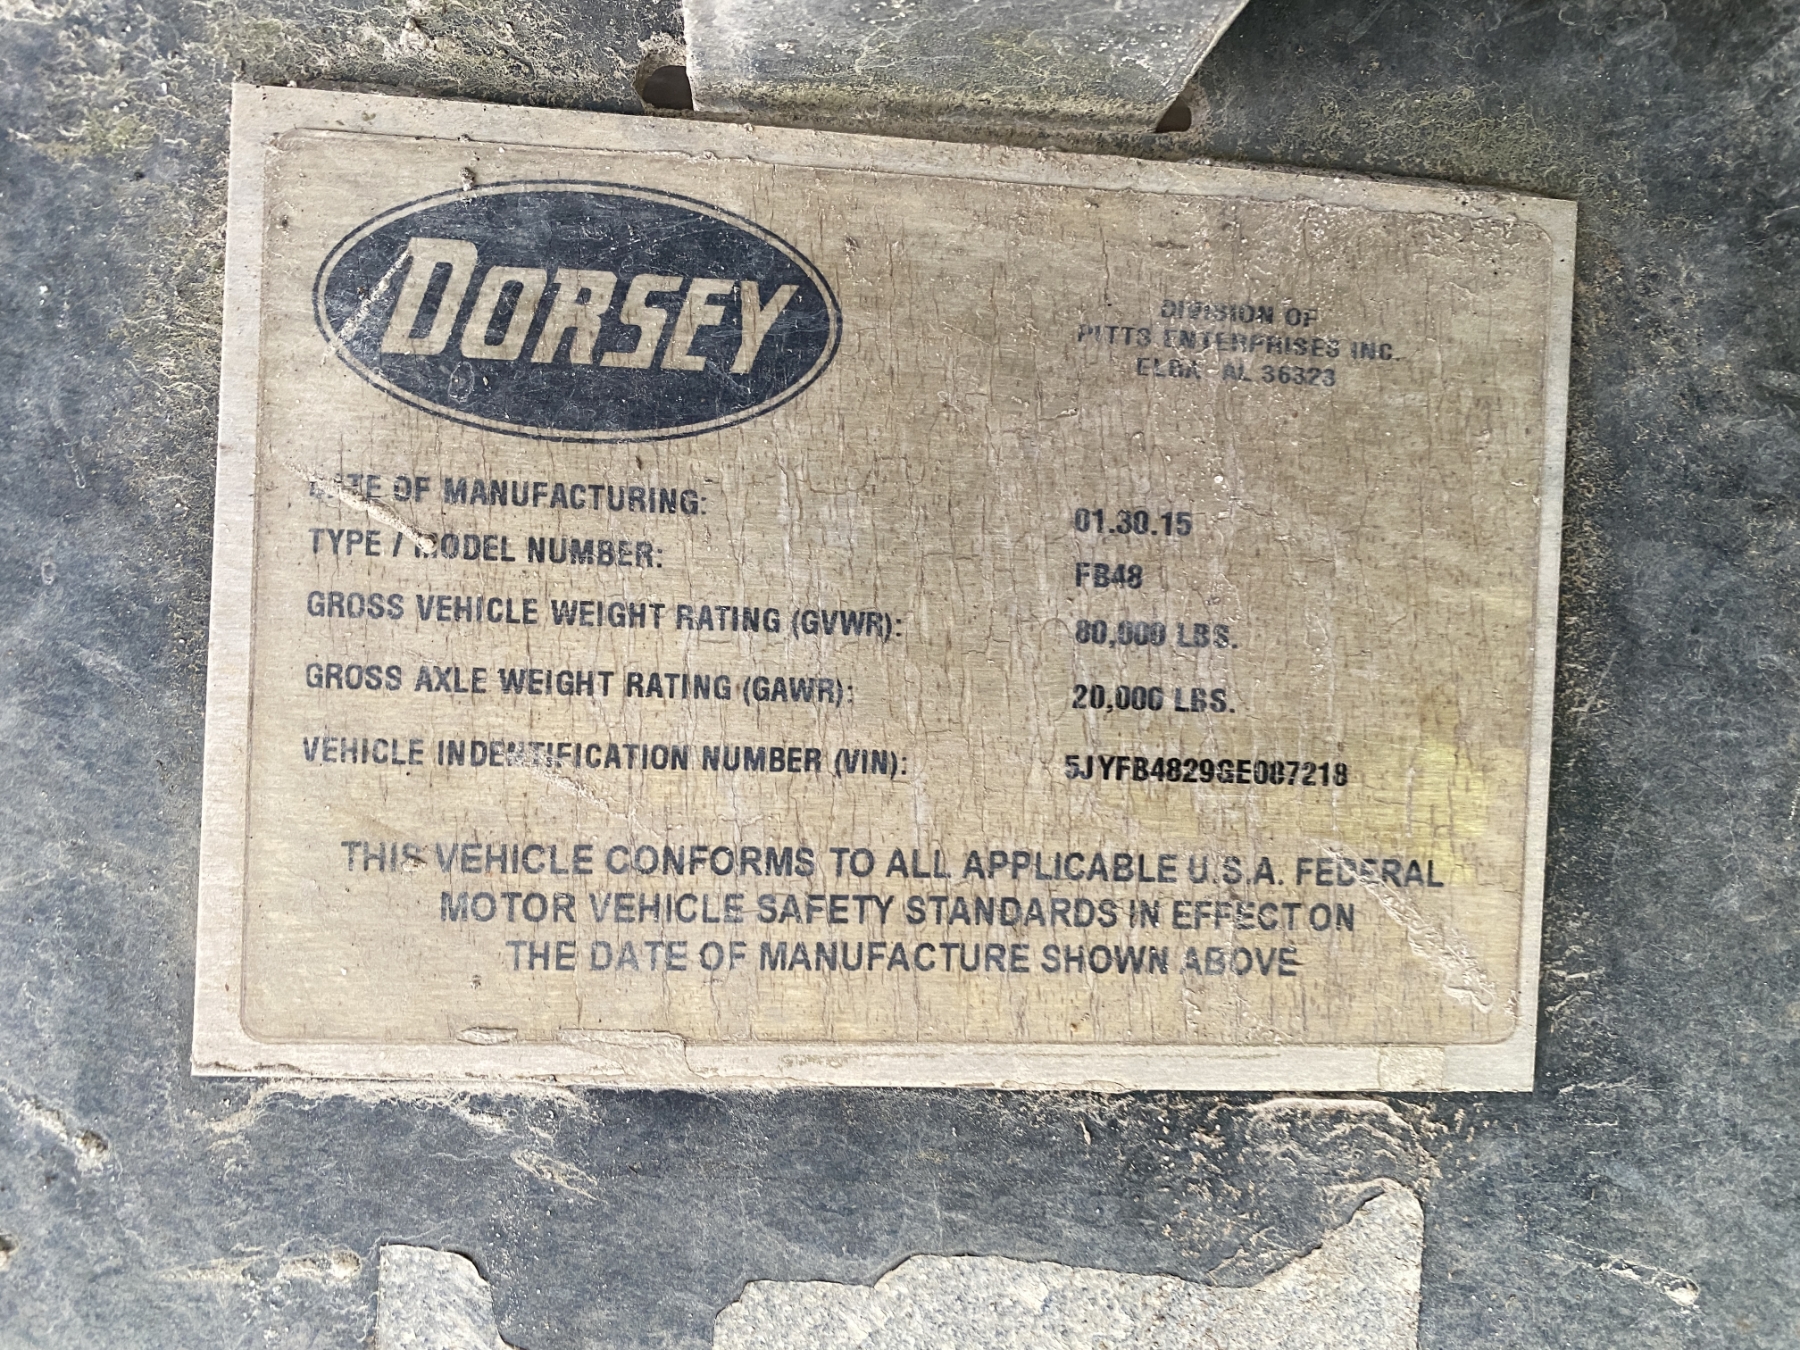 DORSEY
DIVISION OF
PITTS ENTERPRISES INC.
ELBA AL 36323
DATE OF MANUFACTURING: 01.30.15
TYPE / MODEL NUMBER: FB48
GROSS VEHICLE WEIGHT RATING (GVWR): 80,000 LBS.
GROSS AXLE WEIGHT RATING (GAWR): 20,000 LBS.
VEHICLE INDENTIFICATION NUMBER (VIN): 5JYFB4829GE087218
THIS VEHICLE CONFORMS TO ALL APPLICABLE U.S.A. FEDERAL
MOTOR VEHICLE SAFETY STANDARDS IN EFFECT ON
THE DATE OF MANUFACTURE SHOWN ABOVE